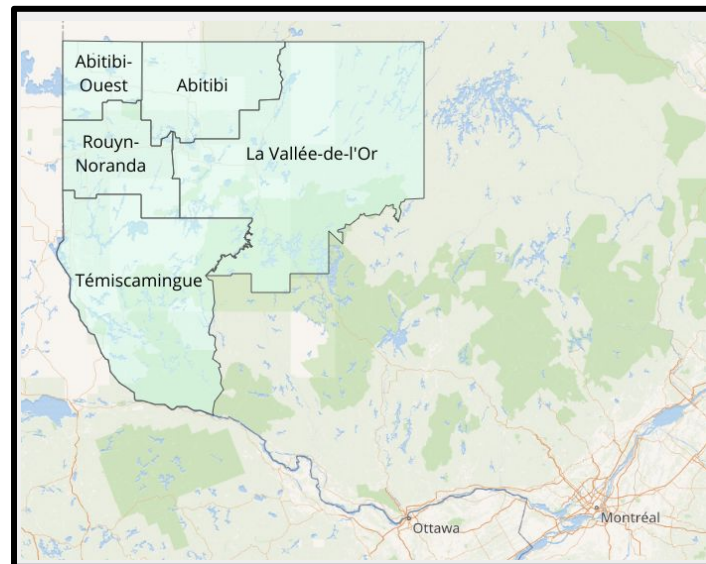 Abitibi-
Ouest
Abitibi
Rouyn-
Noranda
La Vallée-de-l'Or
Témiscamingue
Ottawa
Montréal